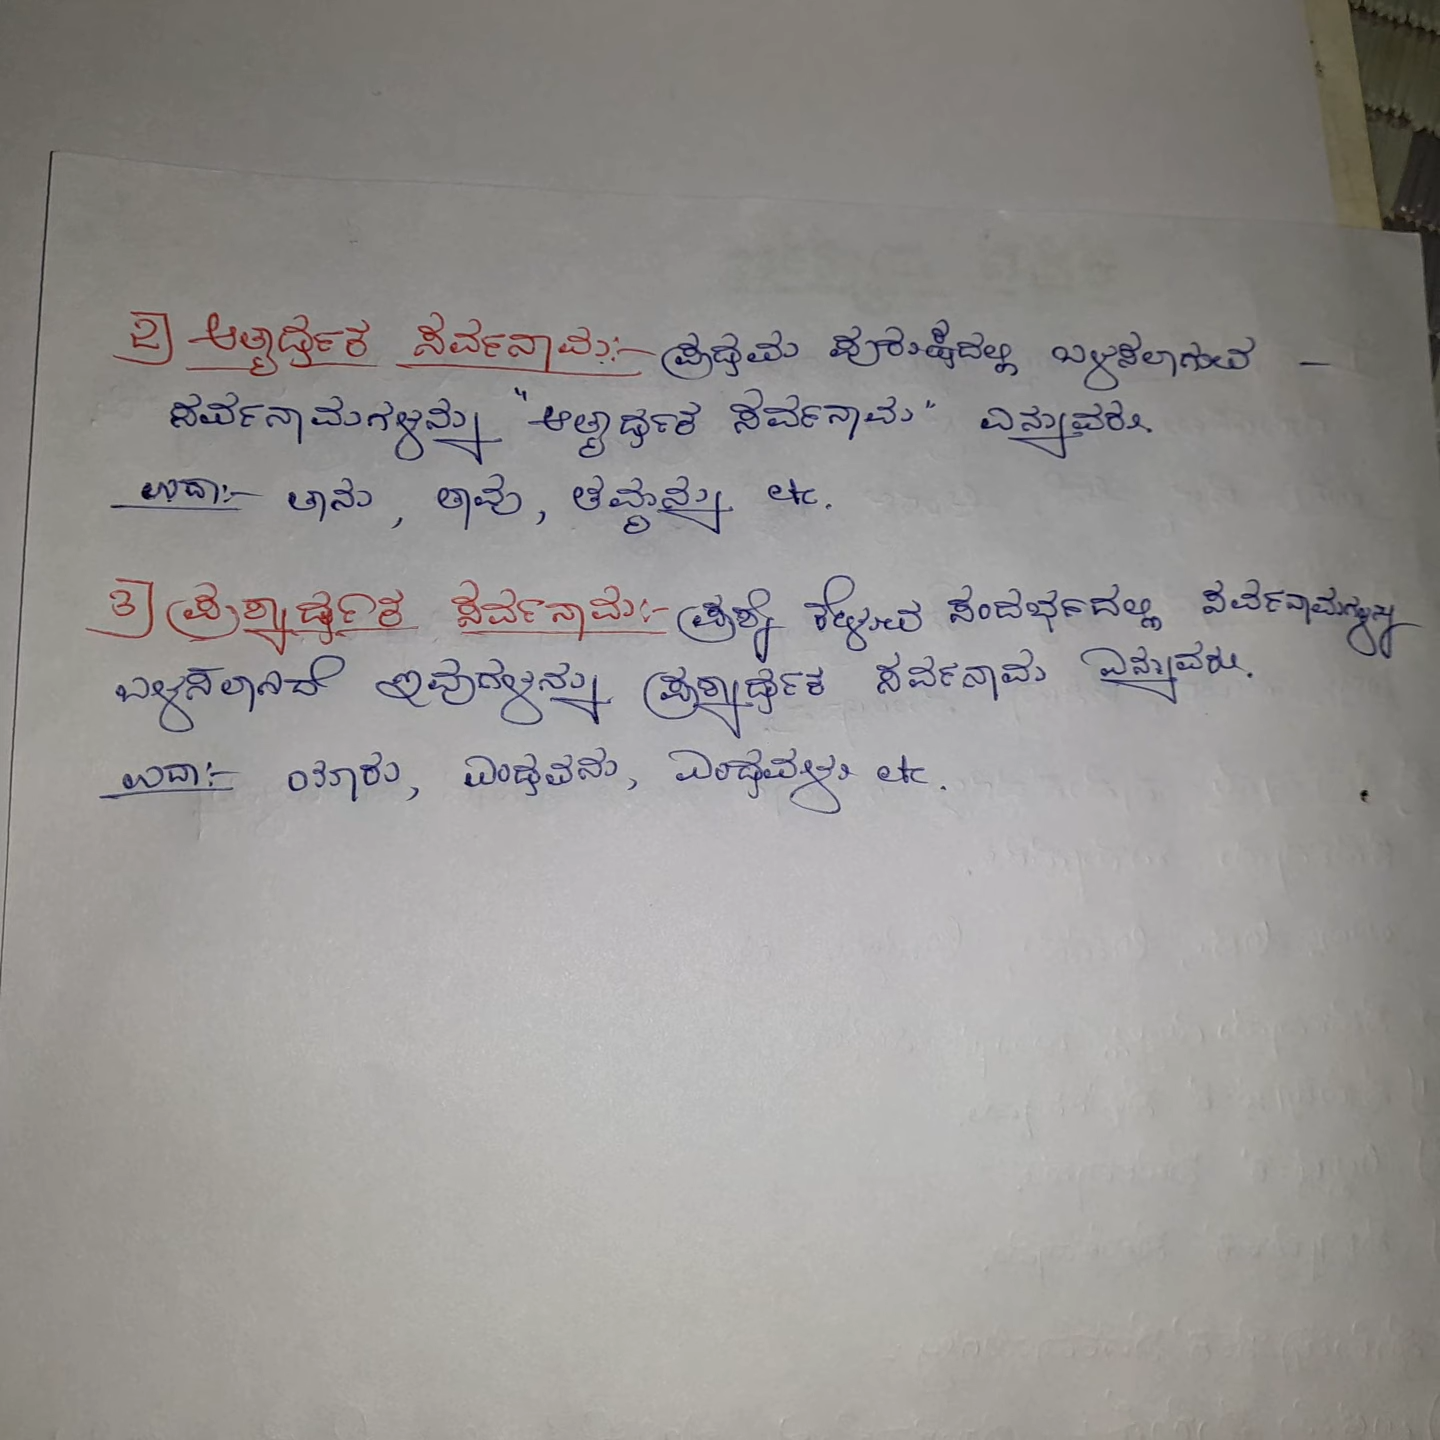 2) ಆತ್ಮಾರ್ಥಕ ಸರ್ವನಾಮ:- ಪ್ರಥಮ ಪುರುಷದಲ್ಲಿ ಬಳಸಲಾಗುವ –
ಸರ್ವನಾಮಗಳನ್ನು "ಆತ್ಮಾರ್ಥಕ ಸರ್ವನಾಮ" ಎನ್ನುವರು
ಉದಾ:- ತಾನು, ತಾವು, ತಮ್ಮನ್ನು etc.
3) ಪ್ರಶ್ನಾರ್ಥಕ ಸರ್ವನಾಮ:- ಪ್ರಶ್ನೆ ಕೇಳುವ ಸಂದರ್ಭದಲ್ಲಿ ಸರ್ವನಾಮಗಳನ್ನು
ಬಳಸಲಾಗಿದೆ ಇವುಗಳನ್ನು ಪ್ರಶ್ನಾರ್ಥಕ ಸರ್ವನಾಮ ಎನ್ನುವರು.
ಉದಾ:- ಯಾರು, ಎಂಥವನು, ಎಂಥವಳು etc.